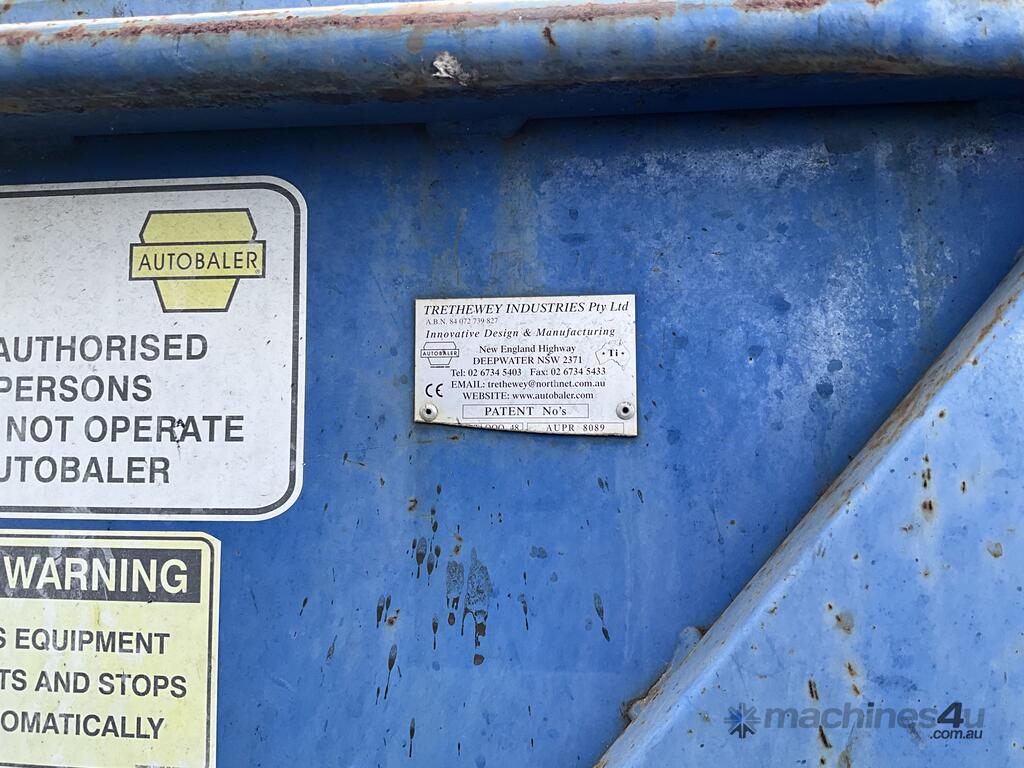 AUTOBALER
AUTHORISED
PERSONS
NOT OPERATE
AUTOBALER
WARNING
S EQUIPMENT
TS AND STOPS
OMATICALLY
TRETHEWEY INDUSTRIES Pty Ltd
A.B.N. 84 072 739 827
Innovative Design & Manufacturing
AUTOBALER
New England Highway
DEEPWATER NSW 2371
Ti
Tel: 02 6734 5403 Fax: 02 6734 5433
CE
EMAIL: trethewey@northnet.com.au
WEBSITE: www.autobaler.com
PATENT No's
AUPR 8089
machines4u
.com.au